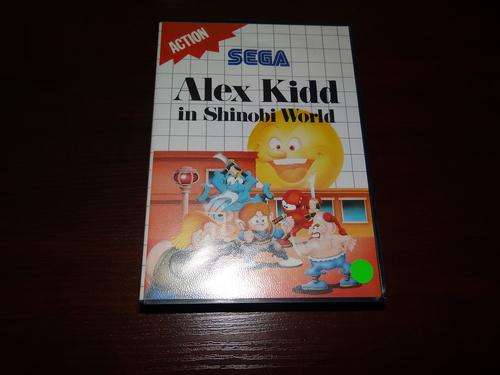 ACTION
SEGA
Alex Kidd
in Shinobi World